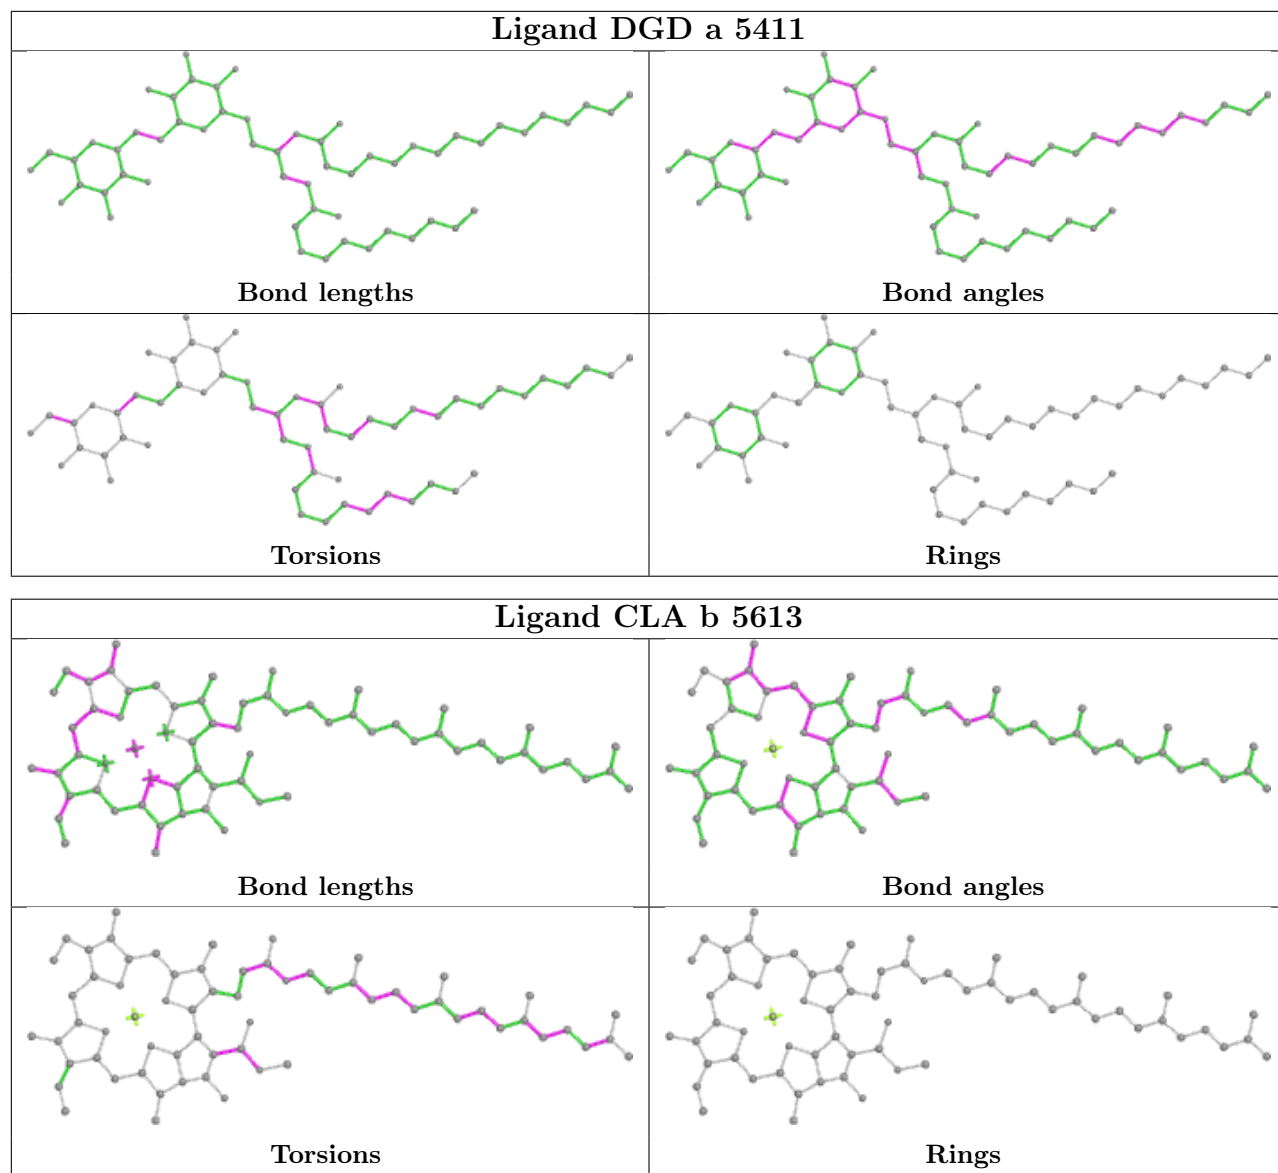 Ligand DGD a 5411
Bond lengths
Bond angles
Torsions
Rings
Ligand CLA b 5613
Bond lengths
Bond angles
Torsions
Rings